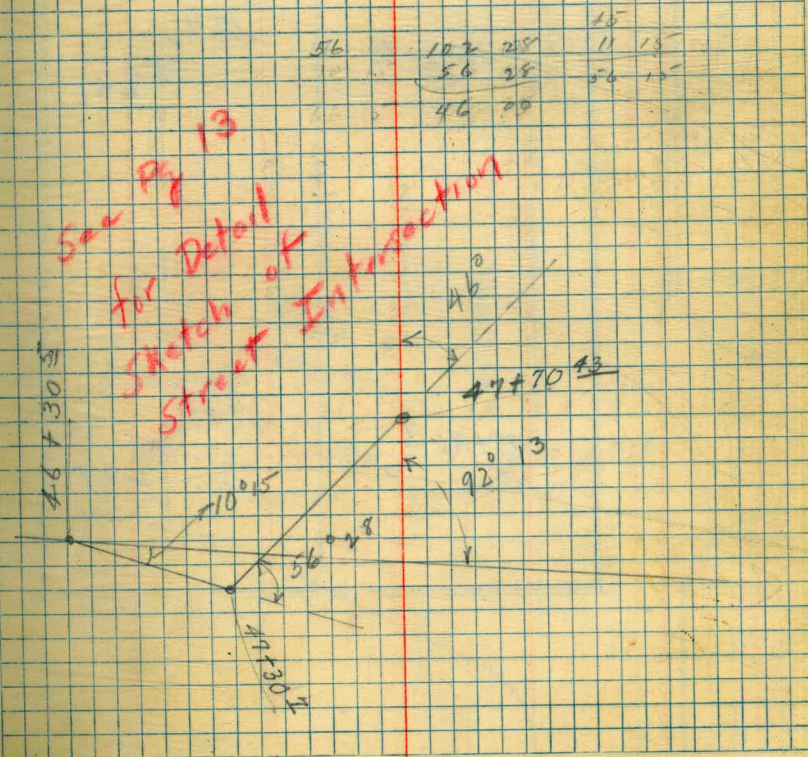 56 102 28 11 15
56 28 56 15
46 00
See Pg 13
for Detail
Sketch of
Street Intersection
46°
47+70 43
92° 13
46+30
10°15
56°28
47+30